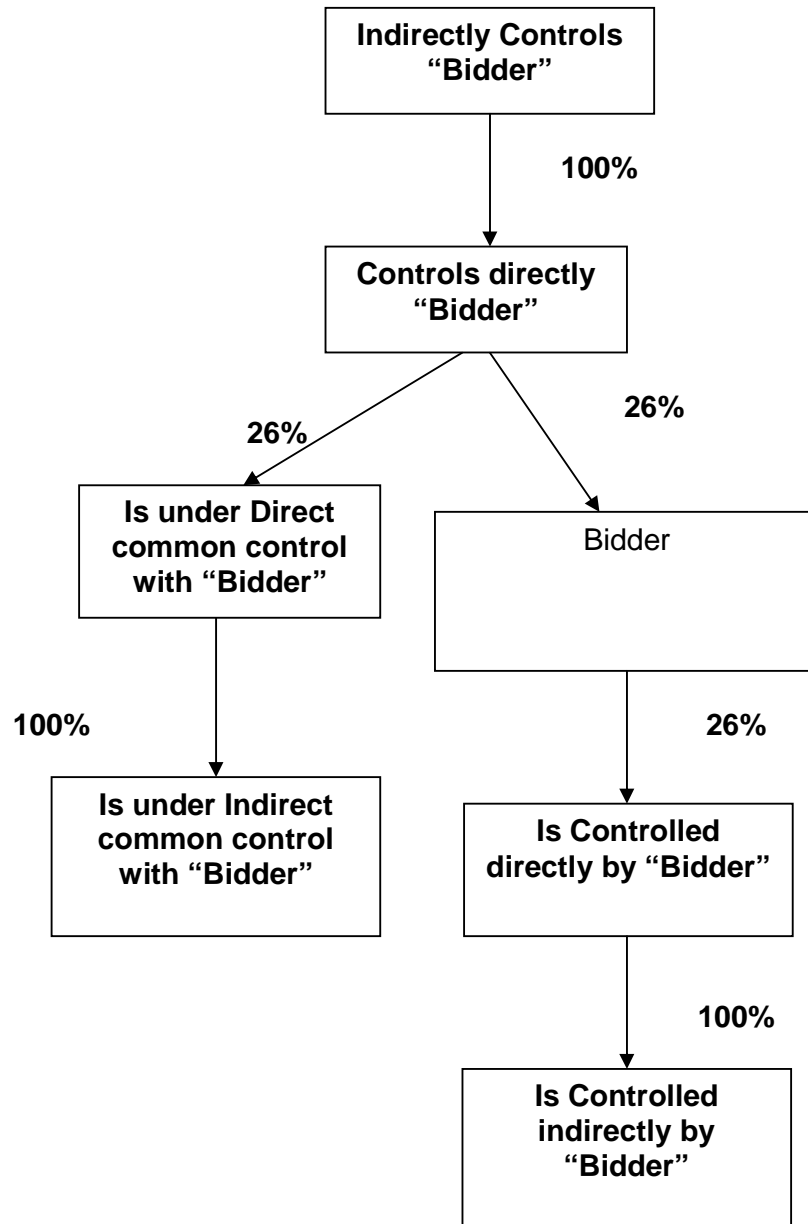 Indirectly Controls
“Bidder”
100%
Controls directly
“Bidder”
26%
26%
Is under Direct
common control
with “Bidder”
Bidder
100%
26%
Is under Indirect
common control
with “Bidder”
Is Controlled
directly by “Bidder”
100%
Is Controlled
indirectly by
“Bidder”